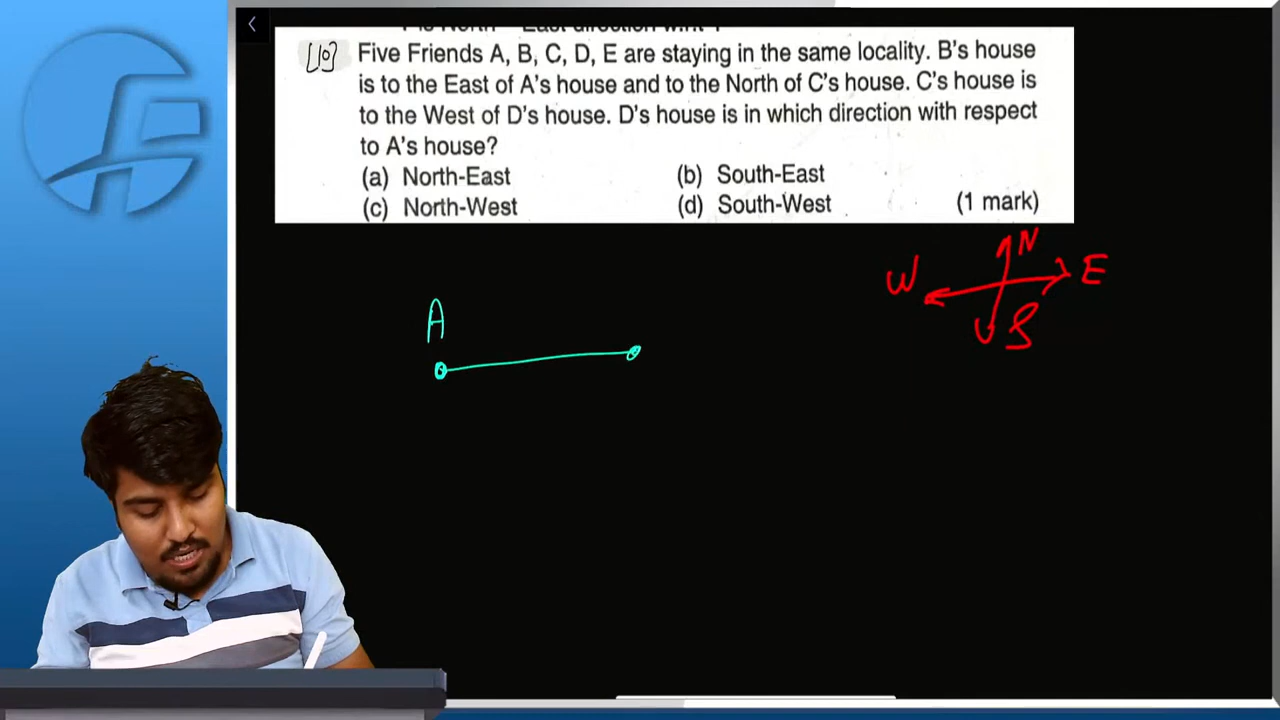 [10] Five Friends A, B, C, D, E are staying in the same locality. B's house
is to the East of A's house and to the North of C's house. C's house is
to the West of D's house. D's house is in which direction with respect
to A's house?
(a) North-East (b) South-East
(c) North-West (d) South-West (1 mark)
N
W E
S
A